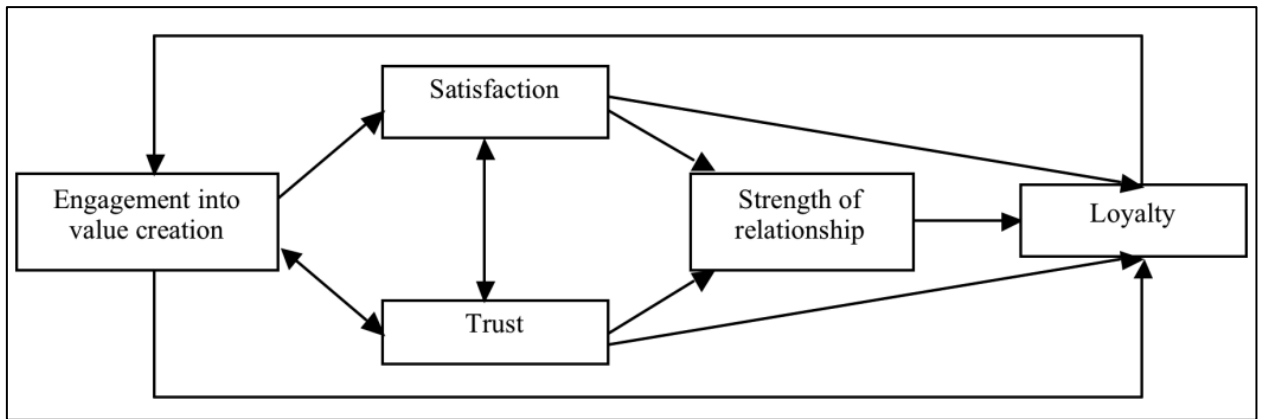 Satisfaction
Engagement into
value creation
Strength of
relationship
Loyalty
Trust